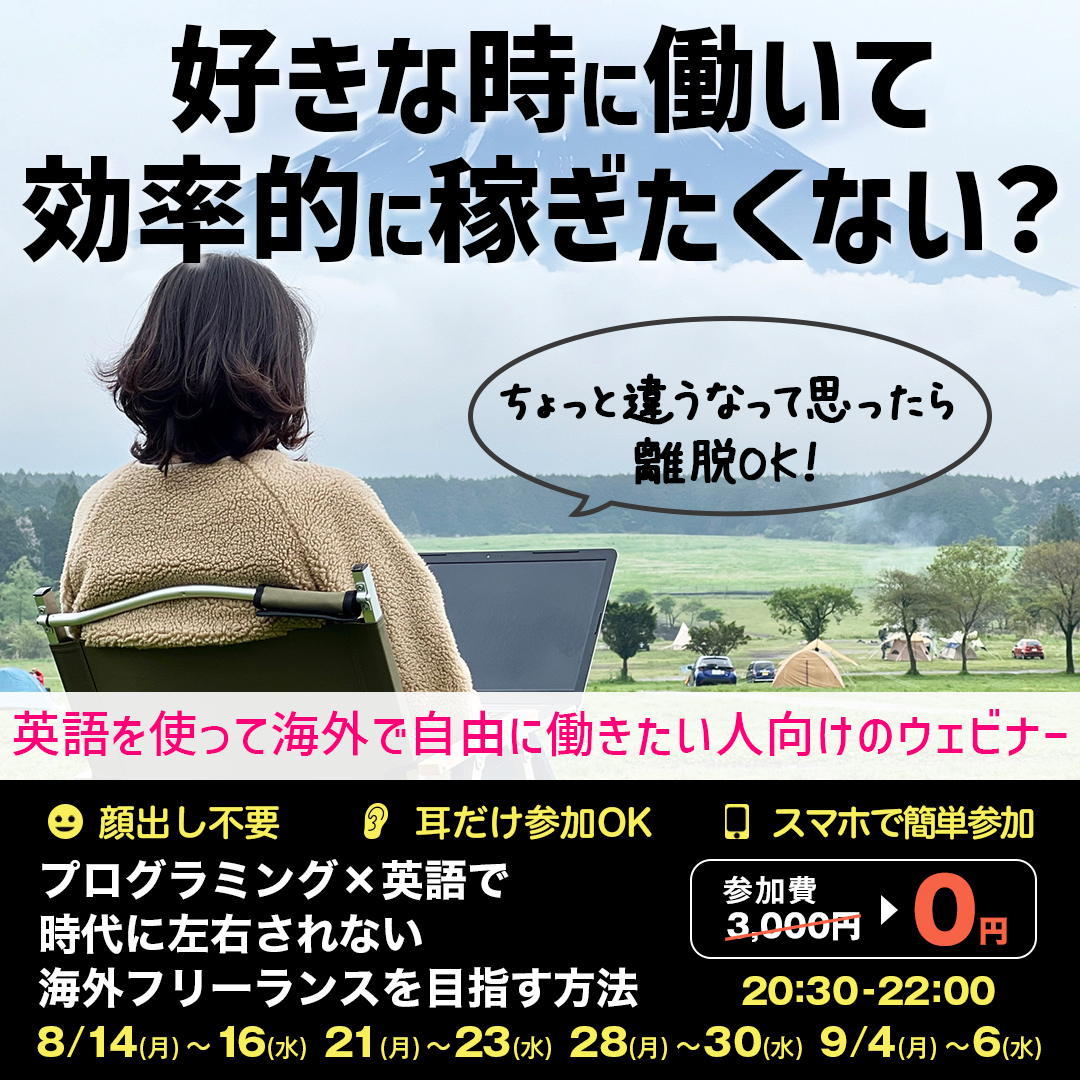 好きな時に働いて
効率的に稼ぎたくない？
ちょっと違うなって思ったら
離脱OK！
英語を使って海外で自由に働きたい人向けのウェビナー
顔出し不要
耳だけ参加OK
スマホで簡単参加
プログラミング×英語で
時代に左右されない
海外フリーランスを目指す方法
参加費
3,000円
0円
20:30-22:00
8/14(月)～16(水) 21(月)～23(水) 28(月)～30(水) 9/4(月)～6(水)